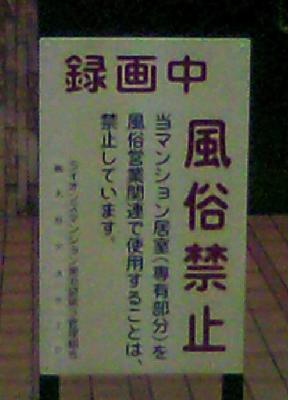 録画中
風俗禁止
当マンション居室(専有部分)を
風俗営業関連で使用することは、
禁止しています。